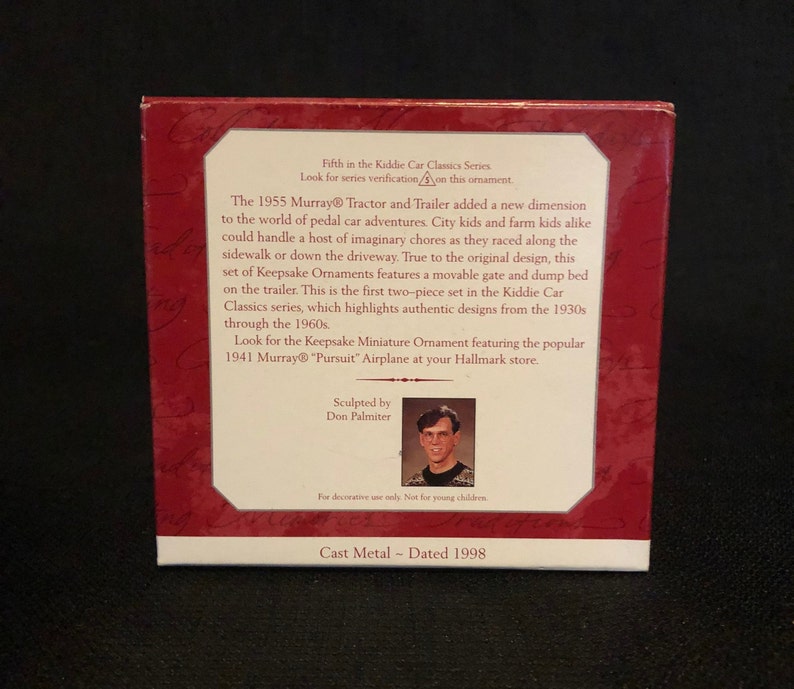 Fifth in the Kiddie Car Classics Series.
Look for series verification 5 on this ornament.
The 1955 Murray® Tractor and Trailer added a new dimension
to the world of pedal car adventures. City kids and farm kids alike
could handle a host of imaginary chores as they raced along the
sidewalk or down the driveway. True to the original design, this
set of Keepsake Ornaments features a movable gate and dump bed
on the trailer. This is the first two-piece set in the Kiddie Car
Classics series, which highlights authentic designs from the 1930s
through the 1960s.
Look for the Keepsake Miniature Ornament featuring the popular
1941 Murray® "Pursuit" Airplane at your Hallmark store.
Sculpted by
Don Palmiter
For decorative use only. Not for young children.
Cast Metal ~ Dated 1998